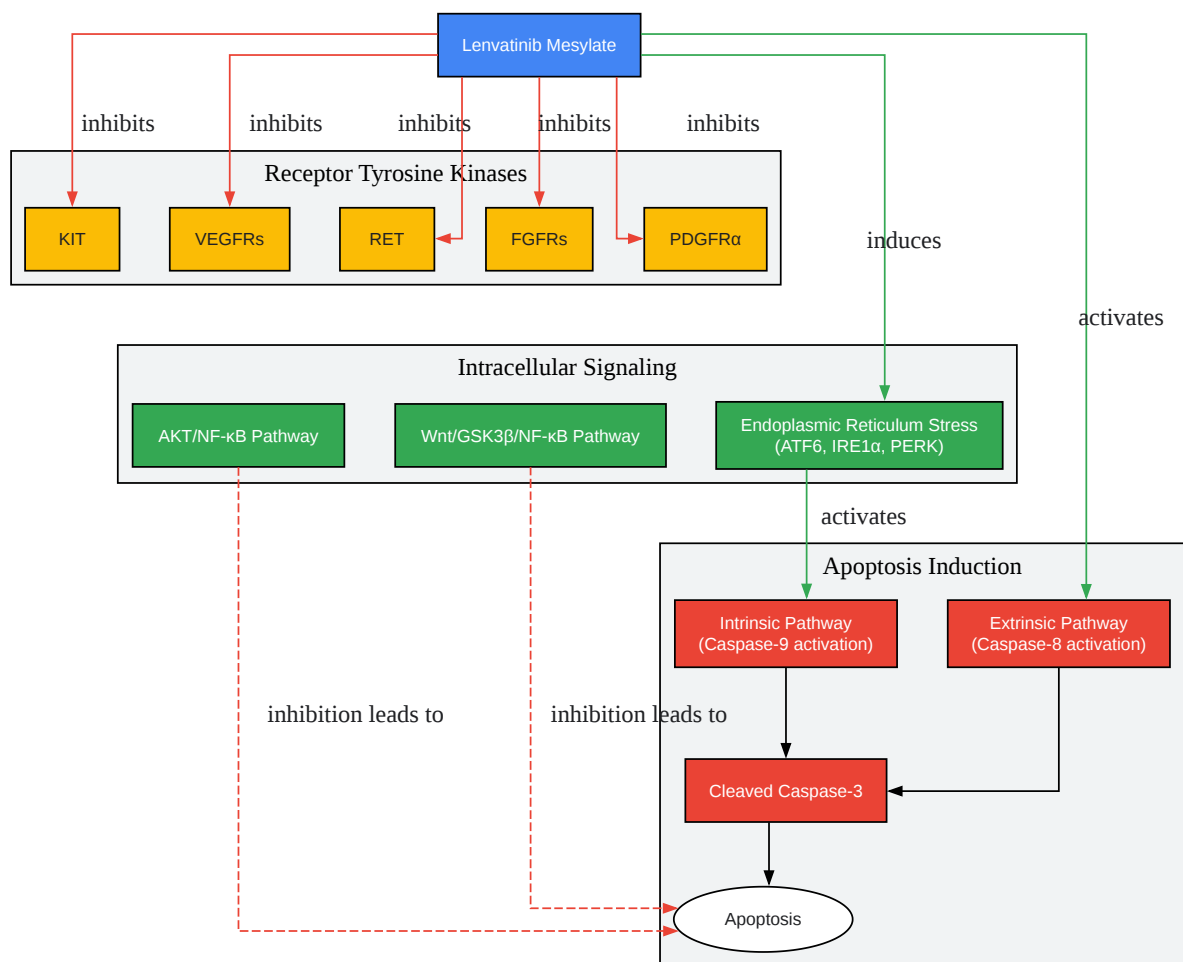 Lenvatinib Mesylate
inhibits
inhibits
inhibits
inhibits
inhibits
Receptor Tyrosine Kinases
KIT
VEGFRs
RET
FGFRs
PDGFRα
induces
activates
Intracellular Signaling
AKT/NF-κB Pathway
Wnt/GSK3β/NF-κB Pathway
Endoplasmic Reticulum Stress
(ATF6, IRE1α, PERK)
activates
Apoptosis Induction
Intrinsic Pathway
(Caspase-9 activation)
Extrinsic Pathway
(Caspase-8 activation)
inhibition leads to
inhibition leads to
Cleaved Caspase-3
Apoptosis